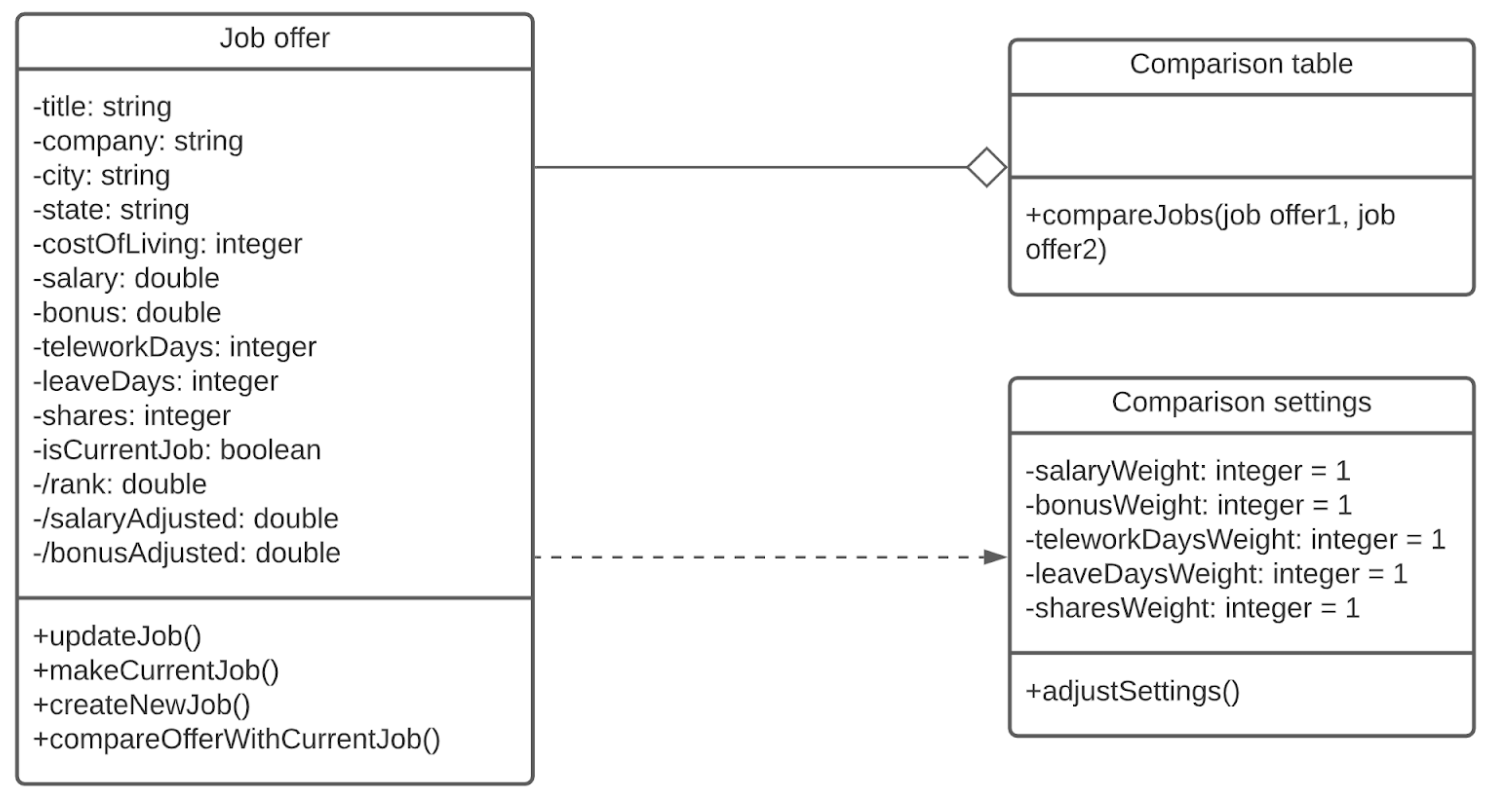 Job offer
-title: string
-company: string
-city: string
-state: string
-costOfLiving: integer
-salary: double
-bonus: double
-teleworkDays: integer
-leaveDays: integer
-shares: integer
-isCurrentJob: boolean
-/rank: double
-/salaryAdjusted: double
-/bonusAdjusted: double
+updateJob()
+makeCurrentJob()
+createNewJob()
+compareOfferWithCurrentJob()
Comparison table
+compareJobs(job offer1, job
offer2)
Comparison settings
-salaryWeight: integer = 1
-bonusWeight: integer = 1
-teleworkDaysWeight: integer = 1
-leaveDaysWeight: integer = 1
-sharesWeight: integer = 1
+adjustSettings()